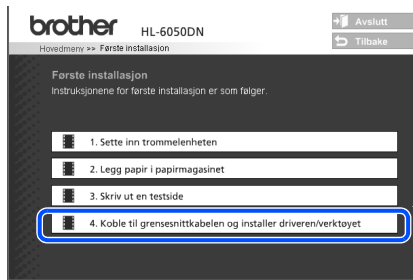 brother
HL-6050DN
Avslutt
Tilbake
Hovedmeny >> Første installasjon
Første installasjon
Instruksjonene for første installasjon er som følger.
1. Sette inn trommelenheten
2. Legg papir i papirmagasinet
3. Skriv ut en testside
4. Koble til grensesnittkabelen og installer driveren/verktøyet